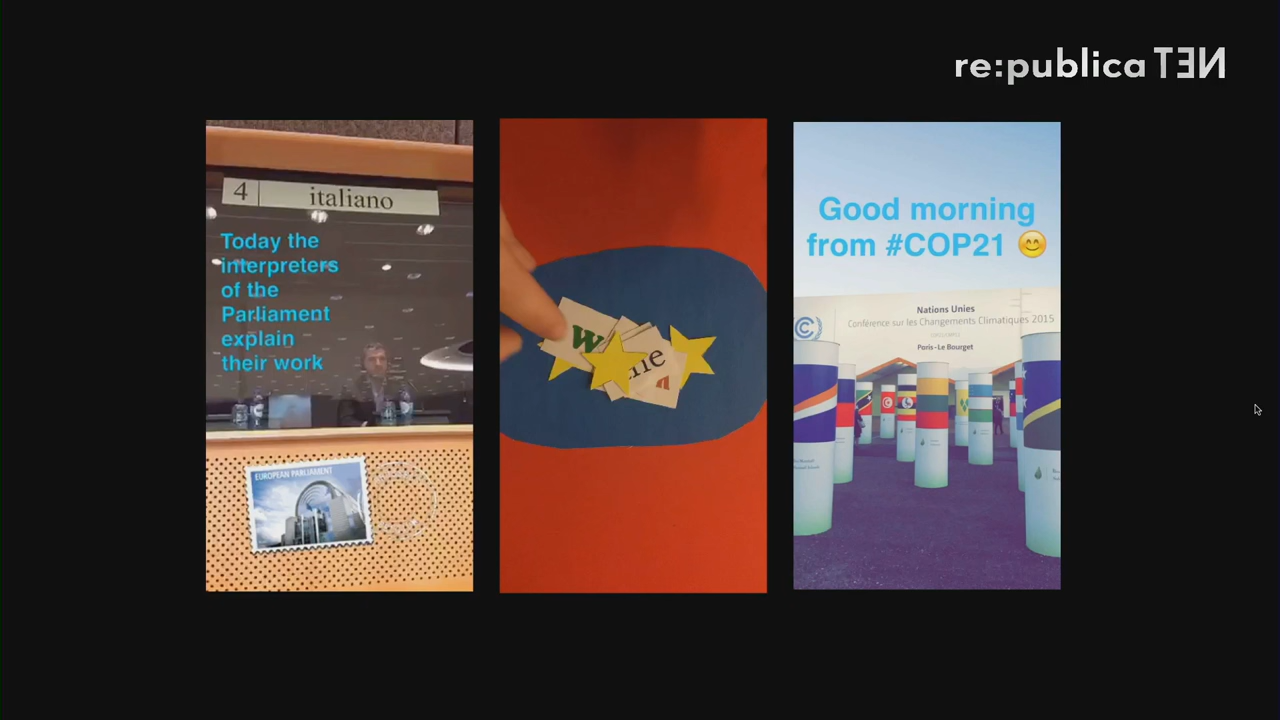 re:publica TEN
4 italiano
Today the
interpreters
of the
Parliament
explain
their work
EUROPEAN PARLIAMENT
W
the
Good morning
from #COP21 😊
Nations Unies
Conférence sur les Changements Climatiques 2015
Paris-Le Bourget